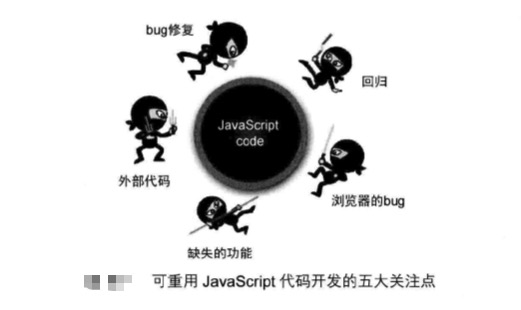 bug修复
回归
JavaScript
code
外部代码
浏览器的bug
缺失的功能
可重用 JavaScript 代码开发的五大关注点